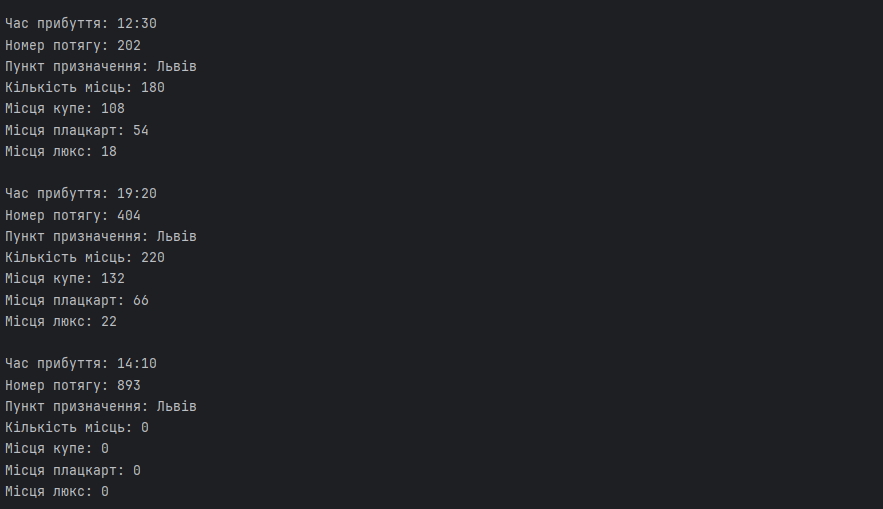 Час прибуття: 12:30
Номер потягу: 202
Пункт призначення: Львів
Кількість місць: 180
Місця купе: 108
Місця плацкарт: 54
Місця люкс: 18
Час прибуття: 19:20
Номер потягу: 404
Пункт призначення: Львів
Кількість місць: 220
Місця купе: 132
Місця плацкарт: 66
Місця люкс: 22
Час прибуття: 14:10
Номер потягу: 893
Пункт призначення: Львів
Кількість місць: 0
Місця купе: 0
Місця плацкарт: 0
Місця люкс: 0